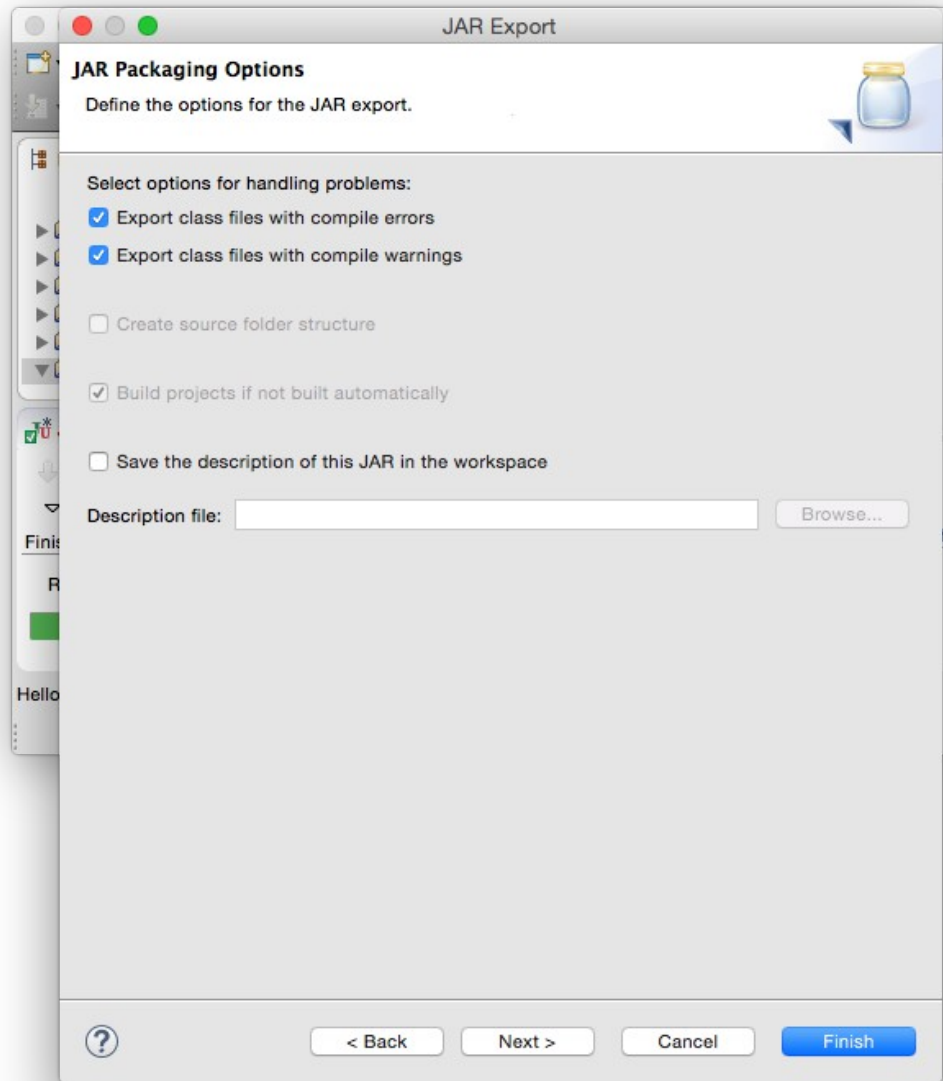 JAR Export
JAR Packaging Options
Define the options for the JAR export.
Select options for handling problems:
Export class files with compile errors
Export class files with compile warnings
Create source folder structure
Build projects if not built automatically
Save the description of this JAR in the workspace
Description file:
Browse...
Finis
R
Hello
?
< Back
Next >
Cancel
Finish